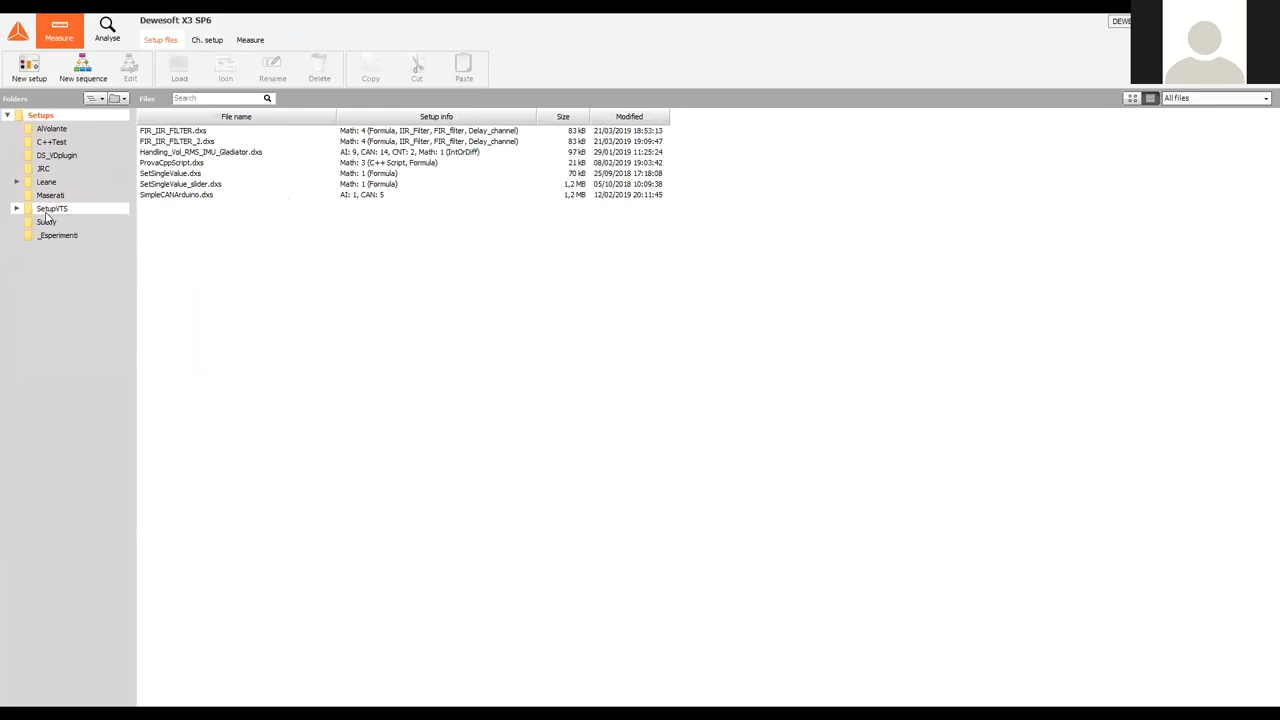 Dewesoft X3 SP6
DEWE
Measure
Analyse
Setup files
Ch. setup
Measure
New setup
New sequence
Edit
Load
Icon
Rename
Delete
Copy
Cut
Paste
Folders
Files
Search
All files
Setups
File name
Setup info
Size
Modified
AlVolante
C++Test
DS_VDplugin
JRC
Leane
Maserati
SetupVTS
_Esperimenti
FIR_IIR_FILTER.dxs Math: 4 (Formula, IIR_Filter, FIR_filter, Delay_channel) 83 kB 21/03/2019 18:53:13
FIR_IIR_FILTER_2.dxs Math: 4 (Formula, IIR_Filter, FIR_filter, Delay_channel) 83 kB 21/03/2019 19:09:47
Handling_Vol_RMS_IMU_Gladiator.dxs AI: 9, CAN: 14, CNT: 2, Math: 1 (IntOrDiff) 97 kB 29/01/2019 11:25:24
ProvaCppScript.dxs Math: 3 (C++ Script, Formula) 21 kB 08/02/2019 19:03:42
SetSingleValue.dxs Math: 1 (Formula) 70 kB 25/09/2018 17:18:08
SetSingleValue_slider.dxs Math: 1 (Formula) 1,2 MB 05/10/2018 10:09:38
SimpleCANArduino.dxs AI: 1, CAN: 5 1,2 MB 12/02/2019 20:11:45